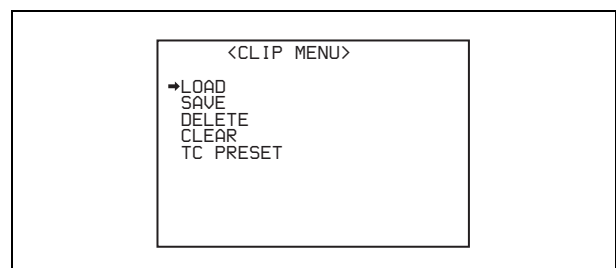 <CLIP MENU>
➡LOAD
SAVE
DELETE
CLEAR
TC PRESET